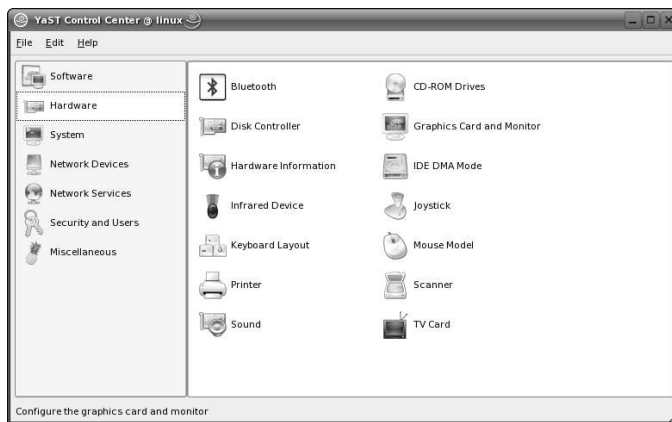 YaST Control Center @ linux
File Edit Help
Software
Hardware
System
Network Devices
Network Services
Security and Users
Miscellaneous
Bluetooth
CD-ROM Drives
Disk Controller
Graphics Card and Monitor
Hardware Information
IDE DMA Mode
Infrared Device
Joystick
Keyboard Layout
Mouse Model
Printer
Scanner
Sound
TV Card
Configure the graphics card and monitor